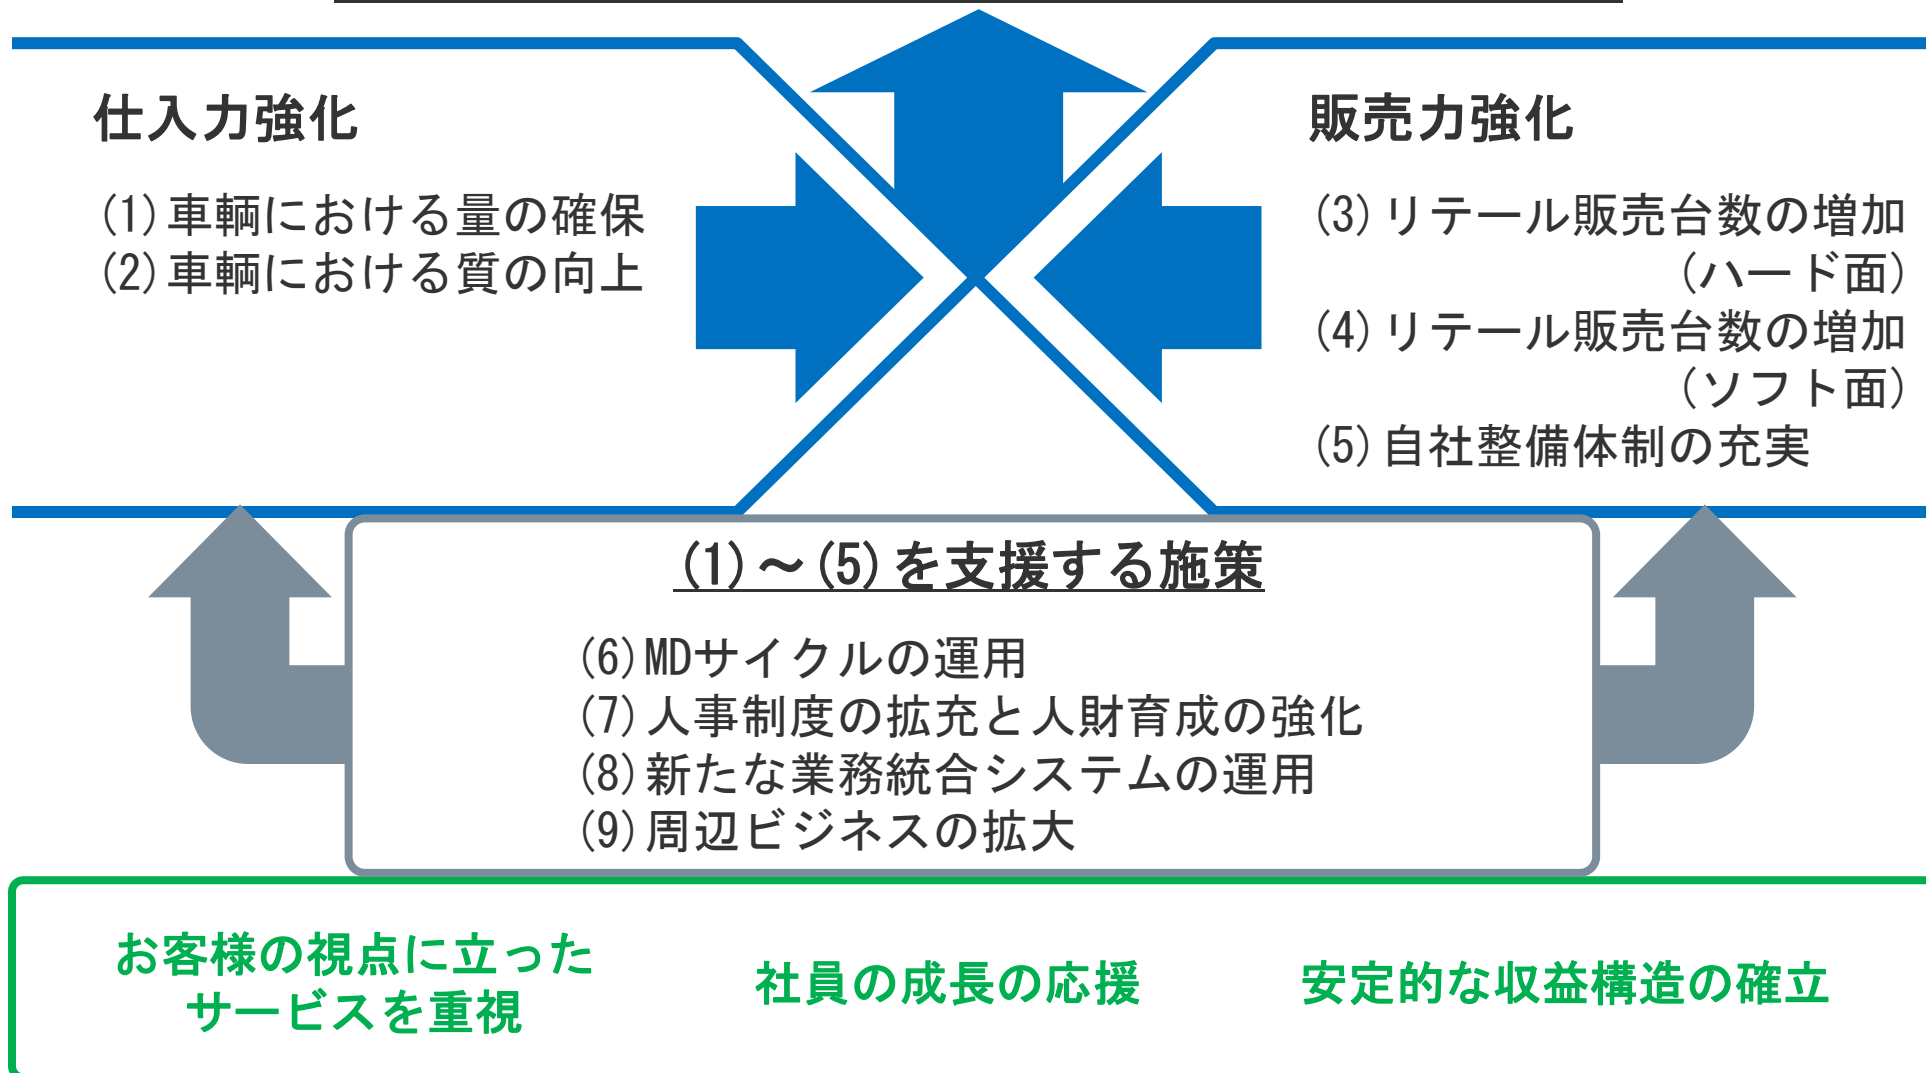 仕入力強化
(1)車輌における量の確保
(2)車輌における質の向上
販売力強化
(3)リテール販売台数の増加
(ハード面)
(4)リテール販売台数の増加
(ソフト面)
(5)自社整備体制の充実
(1)～(5)を支援する施策
(6)MDサイクルの運用
(7)人事制度の拡充と人財育成の強化
(8)新たな業務統合システムの運用
(9)周辺ビジネスの拡大
お客様の視点に立った
サービスを重視
社員の成長の応援
安定的な収益構造の確立